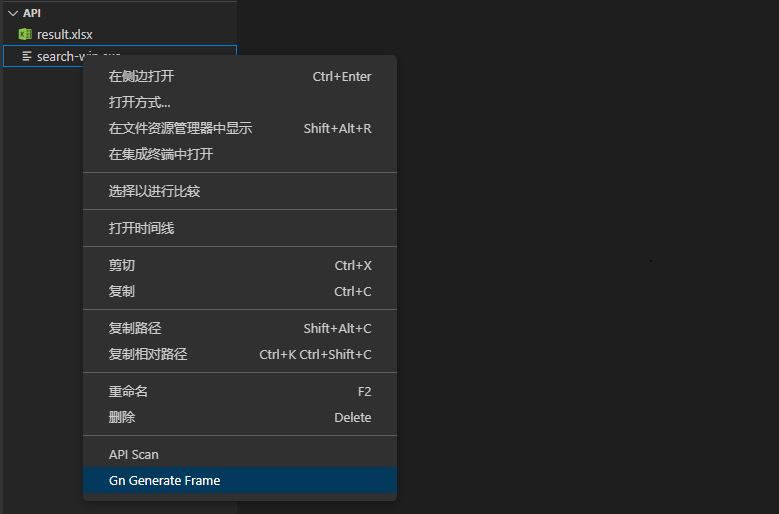 API
result.xlsx
search-win.exe
在侧边打开 Ctrl+Enter
打开方式...
在文件资源管理器中显示 Shift+Alt+R
在集成终端中打开
选择以进行比较
打开时间线
剪切 Ctrl+X
复制 Ctrl+C
复制路径 Shift+Alt+C
复制相对路径 Ctrl+K Ctrl+Shift+C
重命名 F2
删除 Delete
API Scan
Gn Generate Frame